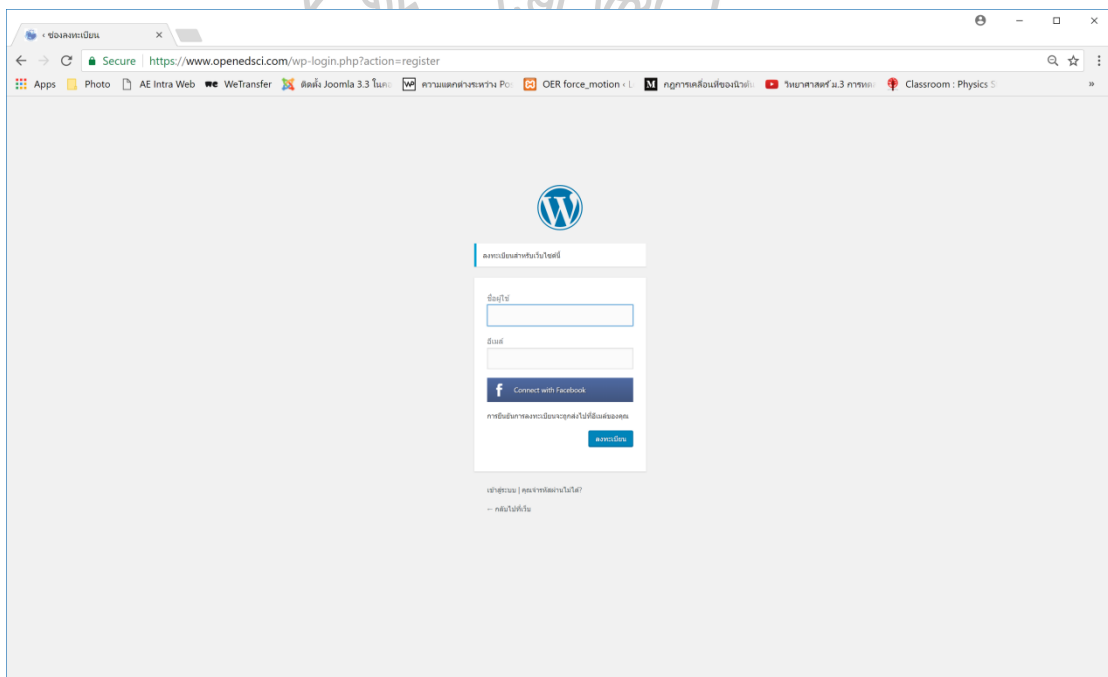 ‹ ช่องลงทะเบียน
Secure https://www.openedsci.com/wp-login.php?action=register
Apps Photo AE Intra Web we WeTransfer ติดตั้ง Joomla 3.3 ในคอ WP ความแตกต่างระหว่าง Po OER force_motion ‹ L M กฎการเคลื่อนที่ของนิวตัน วิทยาศาสตร์ ม.3 การทด Classroom : Physics S »
ลงทะเบียนสำหรับเว็บไซต์นี้
ชื่อผู้ใช้
อีเมล์
f Connect with Facebook
การยืนยันการลงทะเบียนจะถูกส่งไปที่อีเมล์ของคุณ
ลงทะเบียน
เข้าสู่ระบบ | คุณจำรหัสผ่านไม่ได้?
← กลับไปที่เว็บ